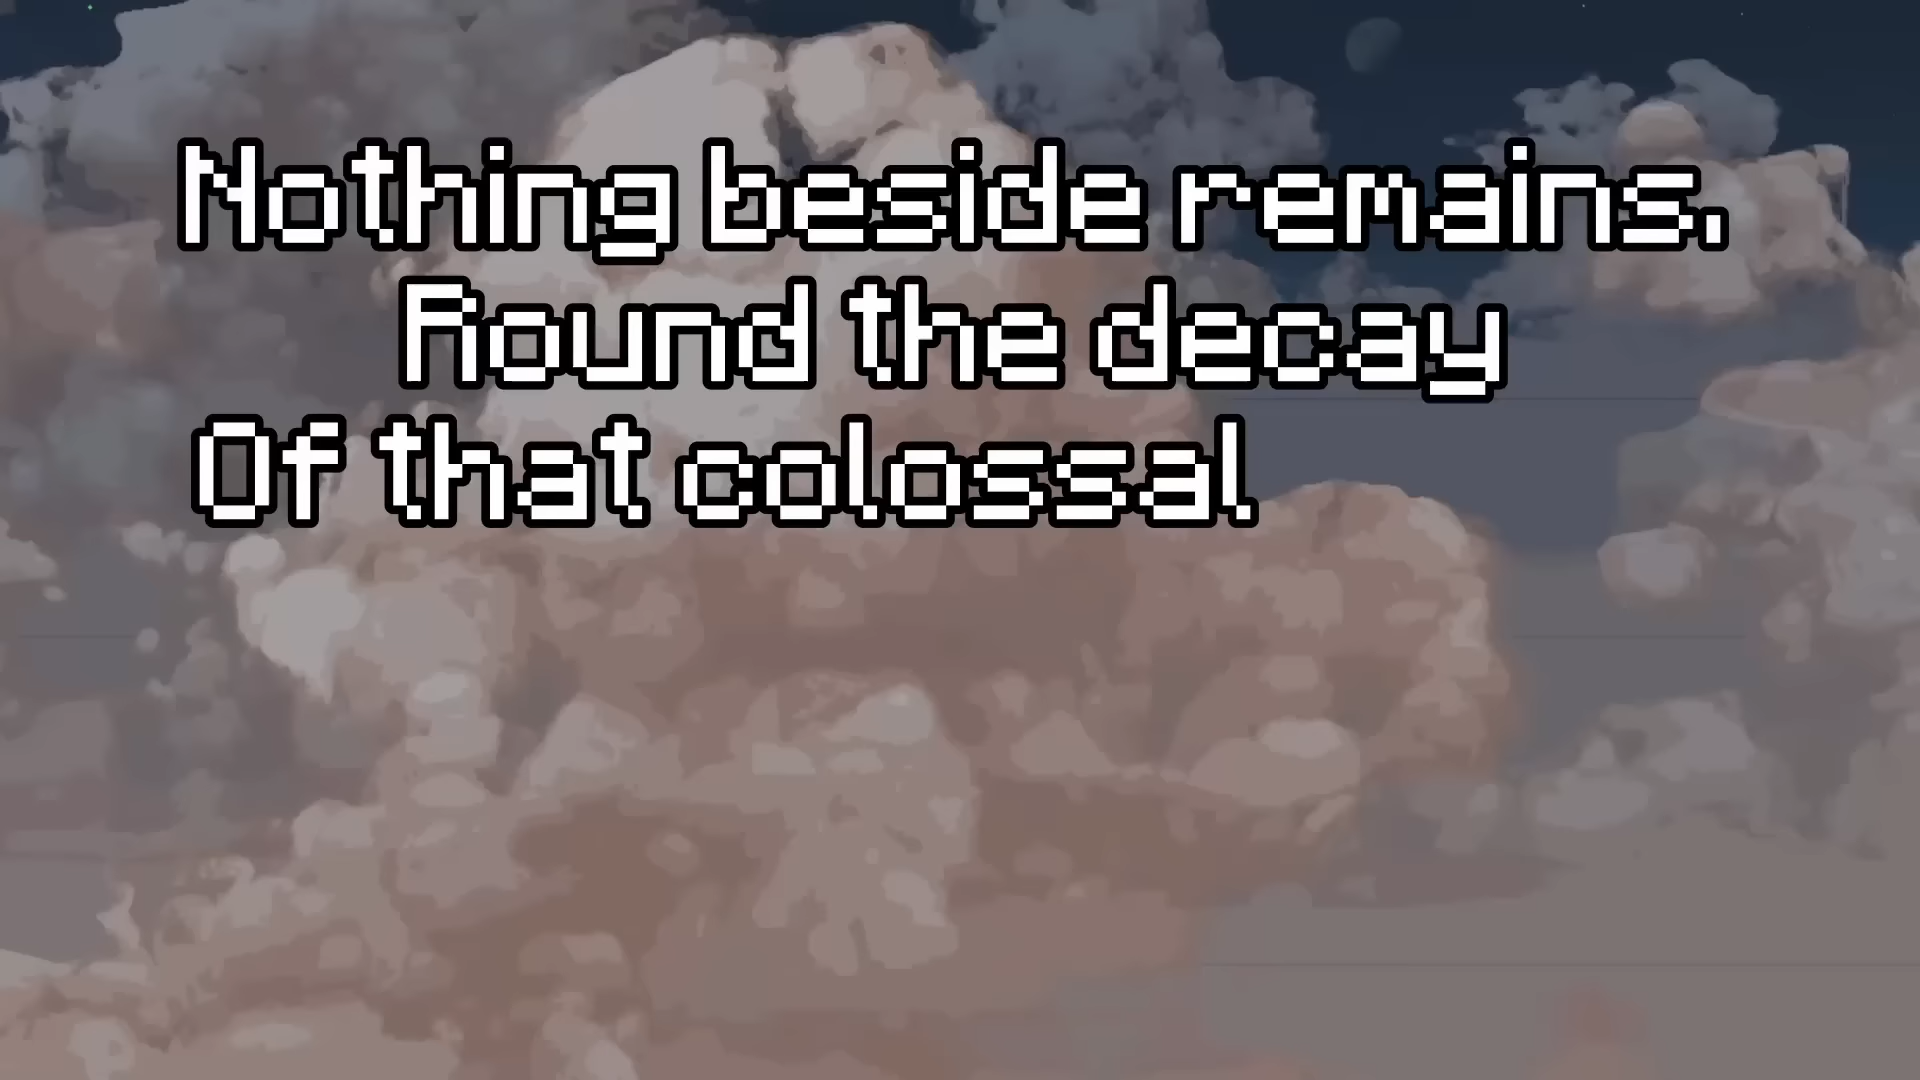 Nothing beside remains.
Round the decay
Of that colossal